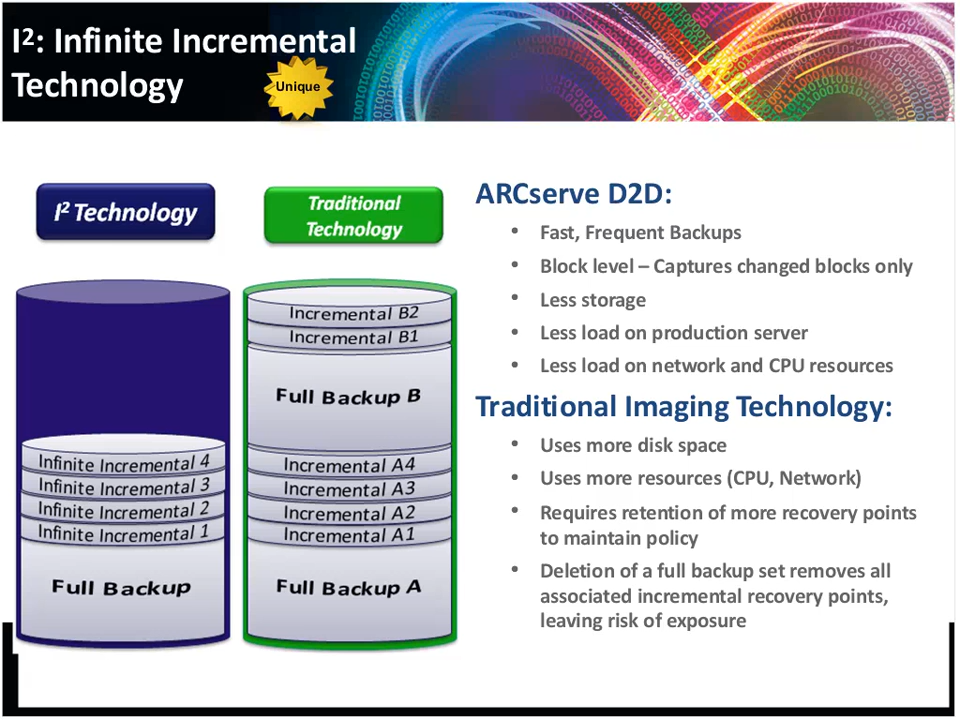 I²: Infinite Incremental
Technology
Unique
I² Technology
Traditional
Technology
Infinite Incremental 4
Infinite Incremental 3
Infinite Incremental 2
Infinite Incremental 1
Full Backup
Incremental B2
Incremental B1
Full Backup B
Incremental A4
Incremental A3
Incremental A2
Incremental A1
Full Backup A
ARCserve D2D:
• Fast, Frequent Backups
• Block level – Captures changed blocks only
• Less storage
• Less load on production server
• Less load on network and CPU resources
Traditional Imaging Technology:
• Uses more disk space
• Uses more resources (CPU, Network)
• Requires retention of more recovery points
to maintain policy
• Deletion of a full backup set removes all
associated incremental recovery points,
leaving risk of exposure